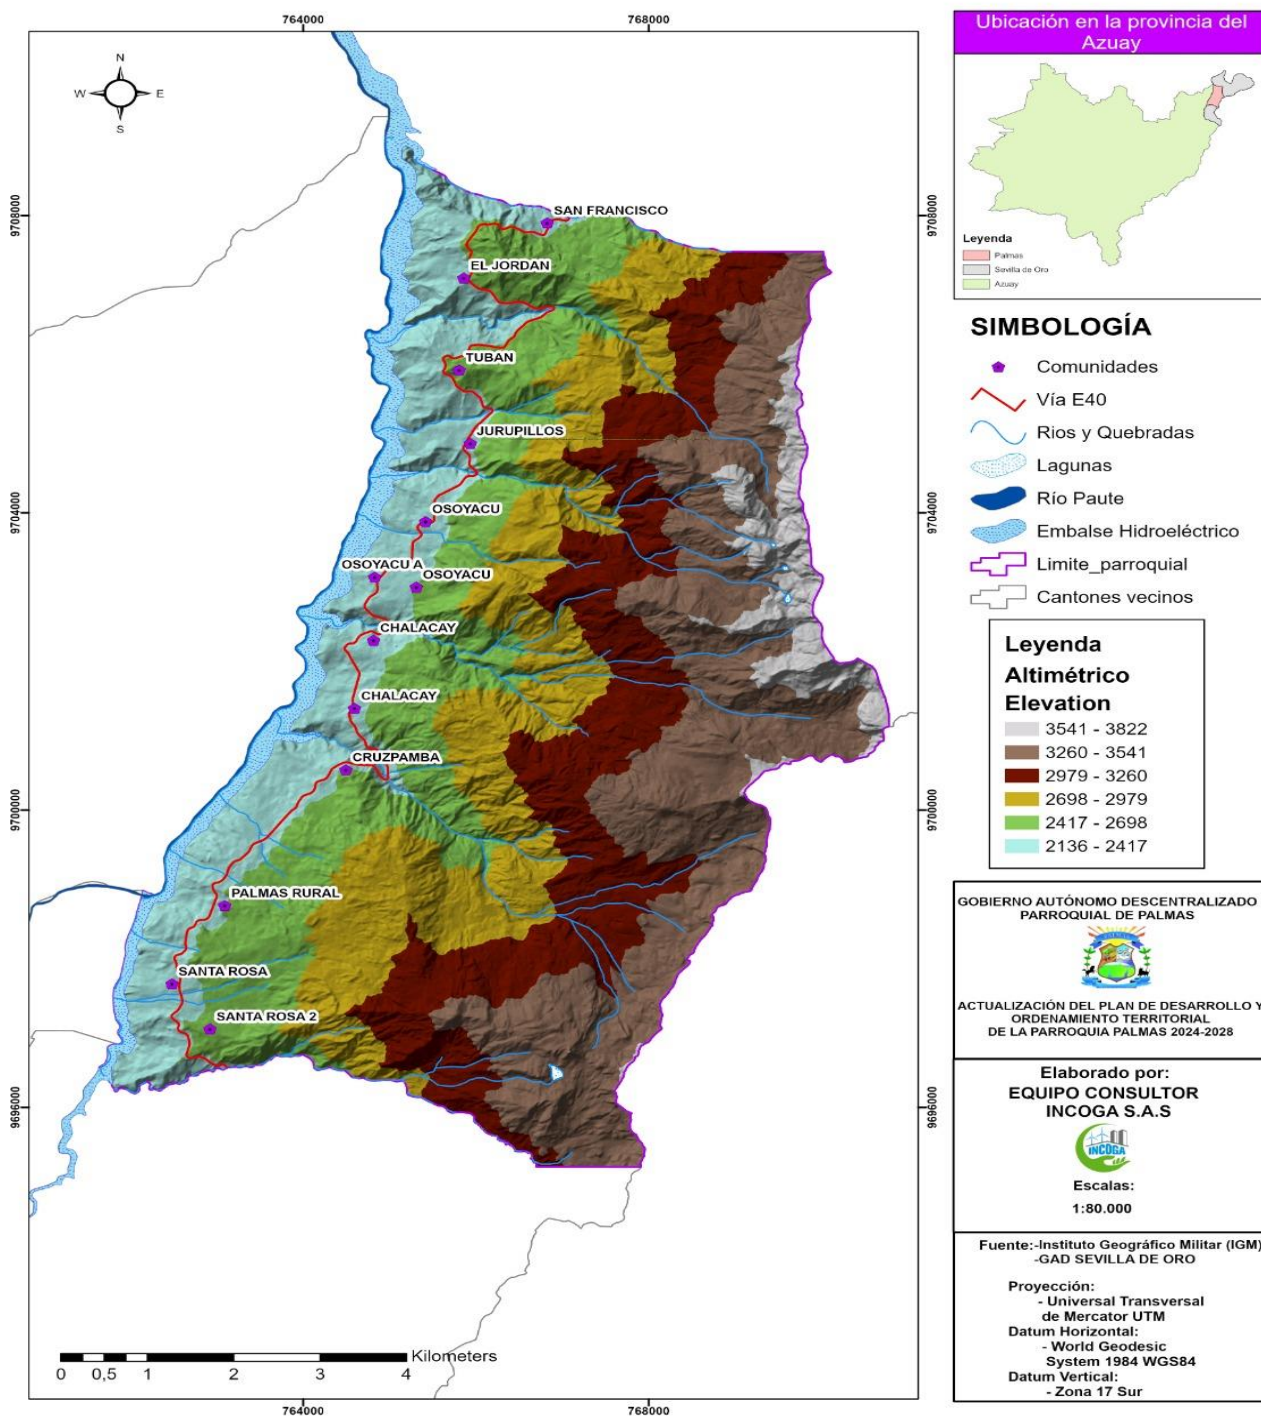 764000
768000
N
W
E
S
9708000
9708000
SAN FRANCISCO
EL JORDAN
TUBAN
JURUPILLOS
9704000
9704000
OSOYACU
OSOYACU A
OSOYACU
CHALACAY
CHALACAY
CRUZPAMBA
9700000
9700000
PALMAS RURAL
SANTA ROSA
SANTA ROSA 2
9696000
9696000
Kilometers
0 0,5 1 2 3 4
764000
768000
Ubicación en la provincia del
Azuay
Leyenda
Palmas
Sevilla de Oro
Azuay
SIMBOLOGÍA
Comunidades
Vía E40
Rios y Quebradas
Lagunas
Río Paute
Embalse Hidroeléctrico
Limite_parroquial
Cantones vecinos
Leyenda
Altimétrico
Elevation
3541 - 3822
3260 - 3541
2979 - 3260
2698 - 2979
2417 - 2698
2136 - 2417
GOBIERNO AUTÓNOMO DESCENTRALIZADO
PARROQUIAL DE PALMAS
ACTUALIZACIÓN DEL PLAN DE DESARROLLO Y
ORDENAMIENTO TERRITORIAL
DE LA PARROQUIA PALMAS 2024-2028
Elaborado por:
EQUIPO CONSULTOR
INCOGA S.A.S
INCOGA
Escalas:
1:80.000
Fuente:-Instituto Geográfico Militar (IGM)
-GAD SEVILLA DE ORO
Proyección:
- Universal Transversal
de Mercator UTM
Datum Horizontal:
- World Geodesic
System 1984 WGS84
Datum Vertical:
- Zona 17 Sur